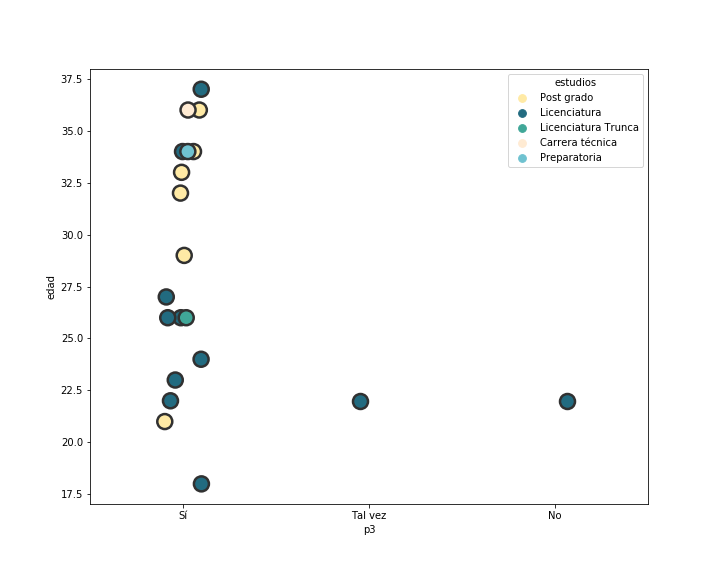 estudios
Post grado
Licenciatura
Licenciatura Trunca
Carrera técnica
Preparatoria
37.5
35.0
32.5
30.0
27.5
25.0
22.5
20.0
17.5
edad
Sí Tal vez No
p3